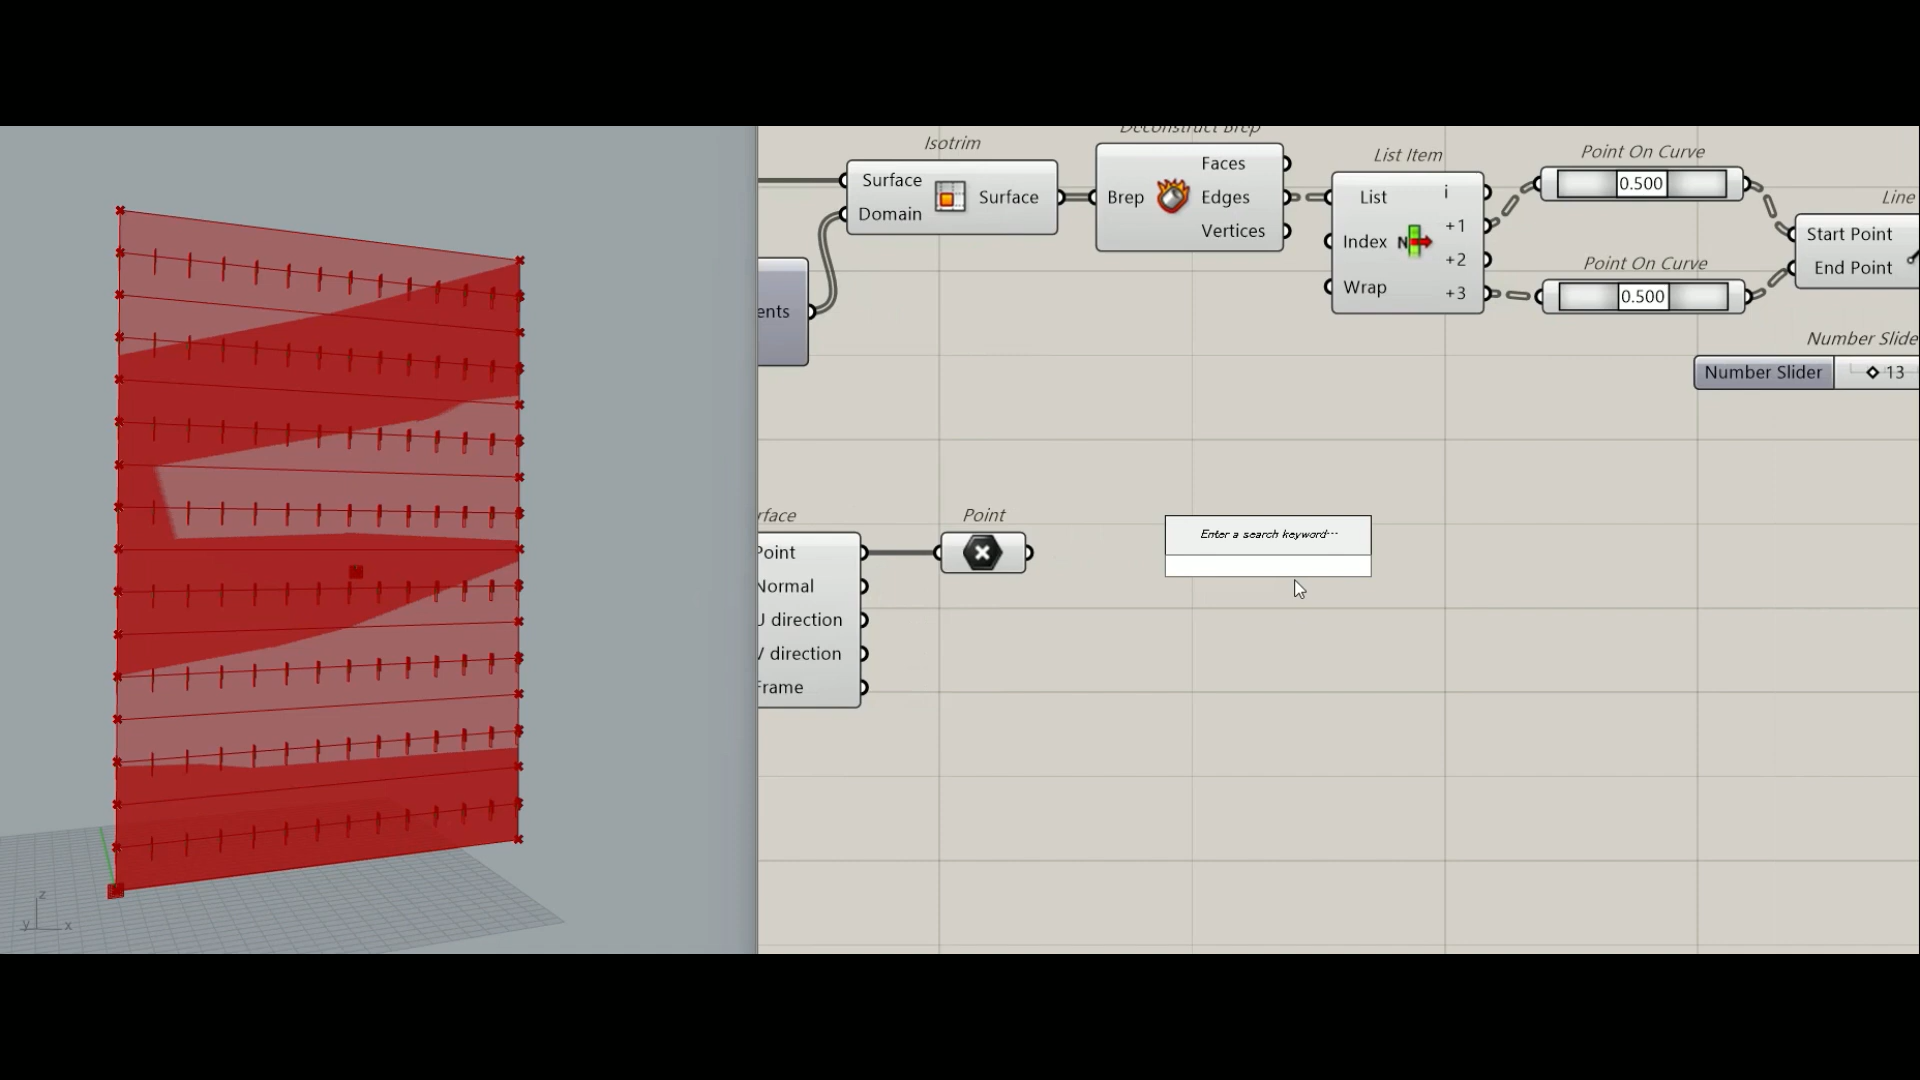 Deconstruct Brep
Isotrim
List Item
Point On Curve
Line
Surface
Domain
Surface
Brep
Faces
Edges
Vertices
List
Index
Wrap
N
i
+1
+2
+3
0.500
Point On Curve
0.500
Start Point
End Point
ents
Number Slide
Number Slider
13
rface
Point
Point
Normal
U direction
V direction
Frame
Enter a search keyword...
z
y
x